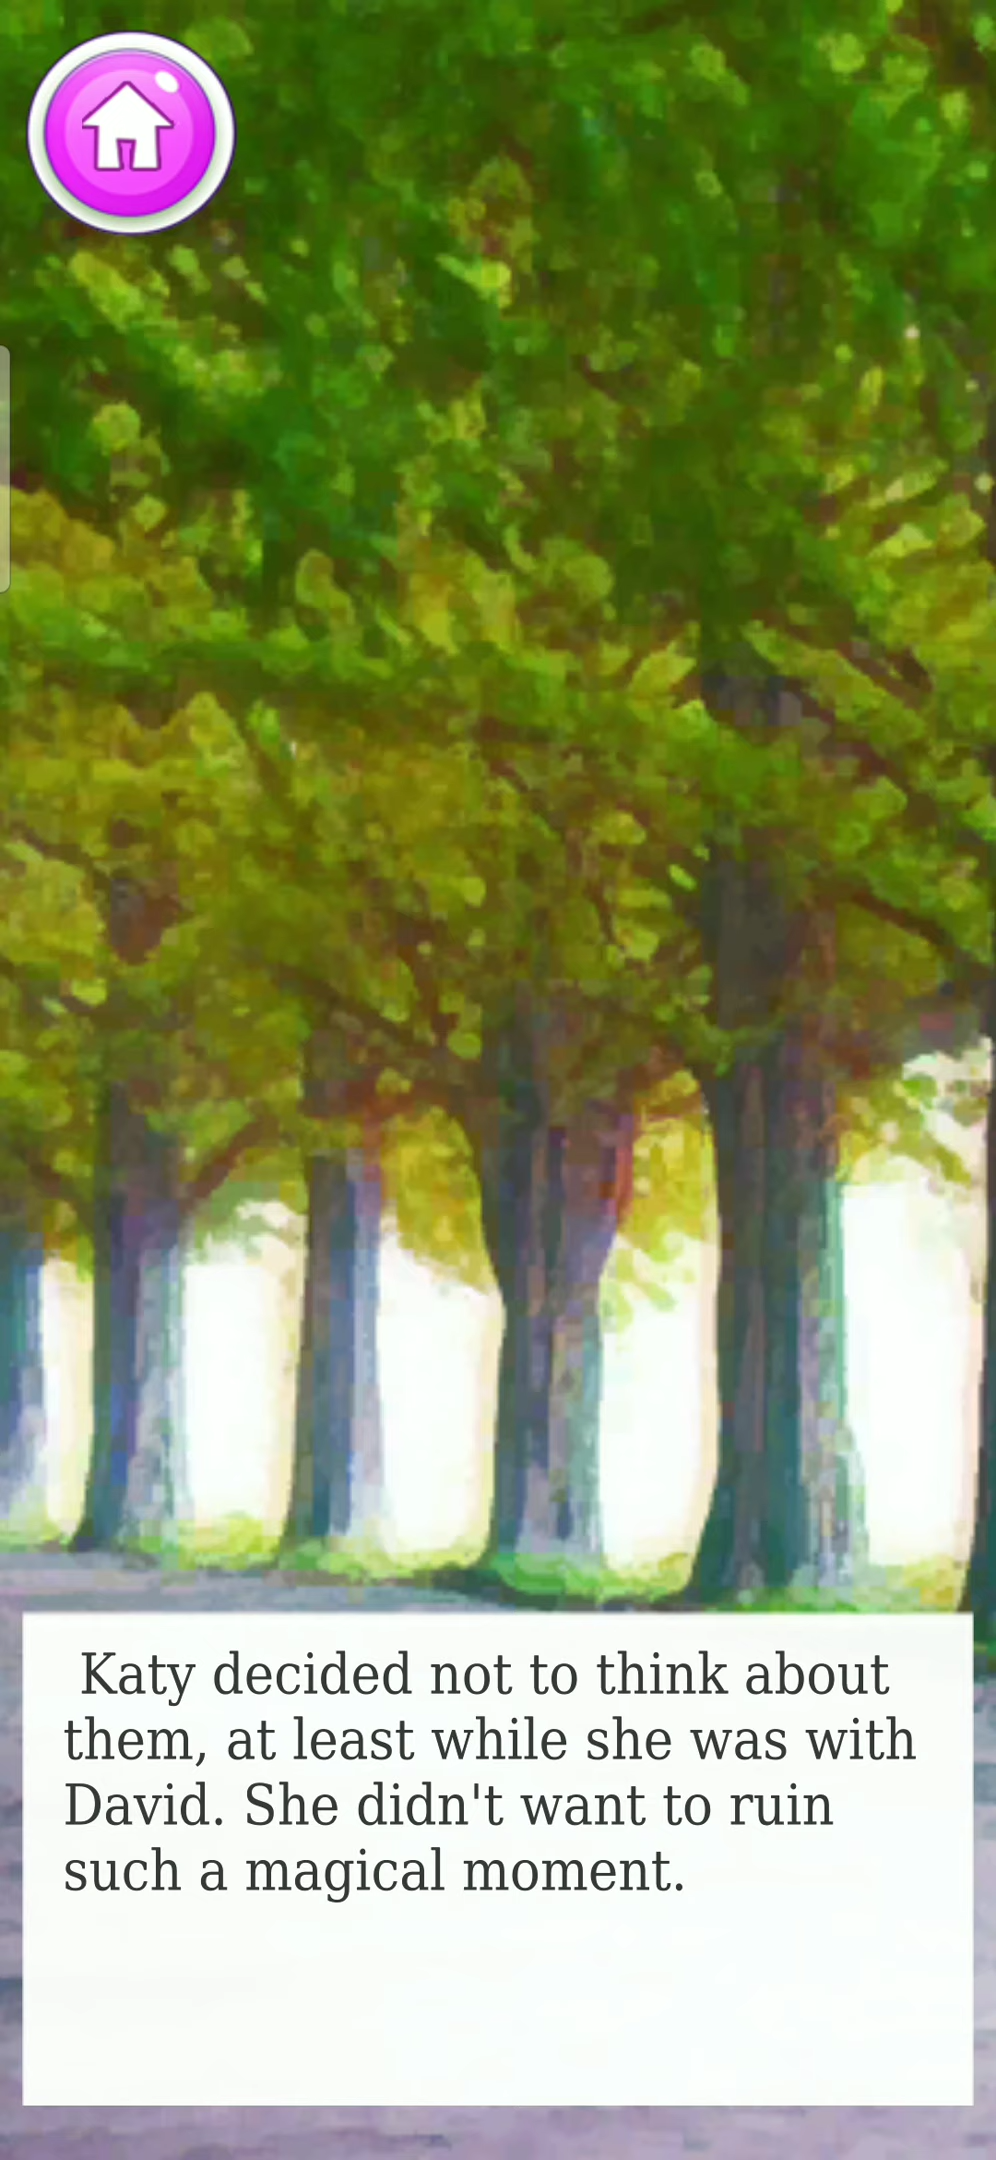 Katy decided not to think about
them, at least while she was with
David. She didn't want to ruin
such a magical moment.